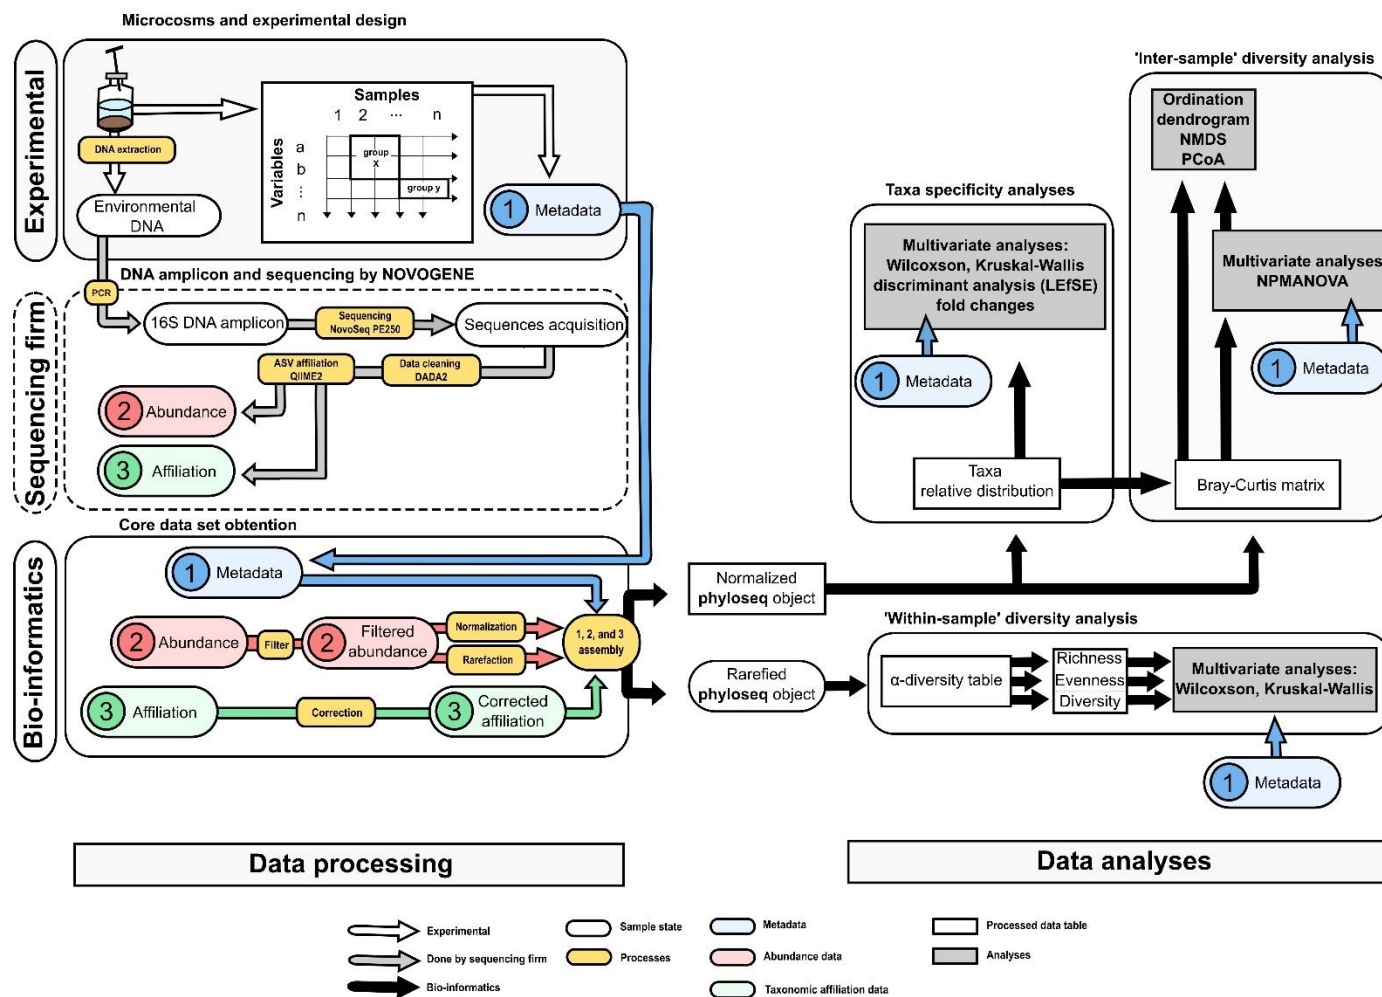 Microcosms and experimental design
Experimental
DNA extraction
Environmental
DNA
Samples
1 2 ... n
Variables
a
b
⋮
n
group
X
group y
1 Metadata
DNA amplicon and sequencing by NOVOGENE
Sequencing firm
PCR
16S DNA amplicon
Sequencing
NovoSeq PE250
Sequences acquisition
ASV affiliation
QIIME2
Data cleaning
DADA2
2 Abundance
3 Affiliation
Core data set obtention
Bio-informatics
1 Metadata
2 Abundance
Filter
2 Filtered
abundance
Normalization
Rarefaction
1, 2, and 3
assembly
3 Affiliation
Correction
3 Corrected
affiliation
Normalized
phyloseq object
Rarefied
phyloseq object
Taxa specificity analyses
Multivariate analyses:
Wilcoxson, Kruskal-Wallis
discriminant analysis (LEfSE)
fold changes
1 Metadata
Taxa
relative distribution
'Inter-sample' diversity analysis
Ordination
dendrogram
NMDS
PCoA
Multivariate analyses
NPMANOVA
1 Metadata
Bray-Curtis matrix
'Within-sample' diversity analysis
α-diversity table
Richness
Evenness
Diversity
Multivariate analyses:
Wilcoxson, Kruskal-Wallis
1 Metadata
Data processing
Data analyses
Experimental
Done by sequencing firm
Bio-informatics
Sample state
Processes
Metadata
Abundance data
Taxonomic affiliation data
Processed data table
Analyses